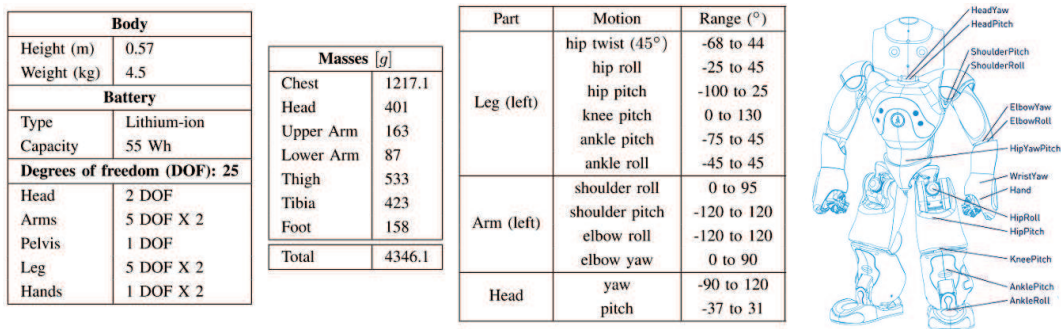 Body
Height (m) 0.57
Weight (kg) 4.5
Battery
Type Lithium-ion
Capacity 55 Wh
Degrees of freedom (DOF): 25
Head 2 DOF
Arms 5 DOF X 2
Pelvis 1 DOF
Leg 5 DOF X 2
Hands 1 DOF X 2
Masses [g]
Chest 1217.1
Head 401
Upper Arm 163
Lower Arm 87
Thigh 533
Tibia 423
Foot 158
Total 4346.1
Part Motion Range (°)
Leg (left)
hip twist (45°) -68 to 44
hip roll -25 to 45
hip pitch -100 to 25
knee pitch 0 to 130
ankle pitch -75 to 45
ankle roll -45 to 45
Arm (left)
shoulder roll 0 to 95
shoulder pitch -120 to 120
elbow roll -120 to 120
elbow yaw 0 to 90
Head
yaw -90 to 120
pitch -37 to 31
HeadYaw
HeadPitch
ShoulderPitch
ShoulderRoll
ElbowYaw
ElbowRoll
HipYawPitch
WristYaw
Hand
HipRoll
HipPitch
KneePitch
AnklePitch
AnkleRoll